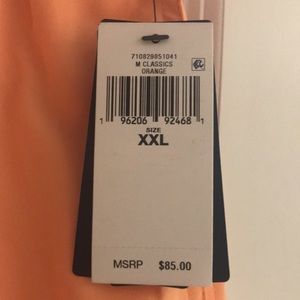 710829851041
M CLASSICS
ORANGE
1 96206 92468 1
SIZE
XXL
MSRP $85.00